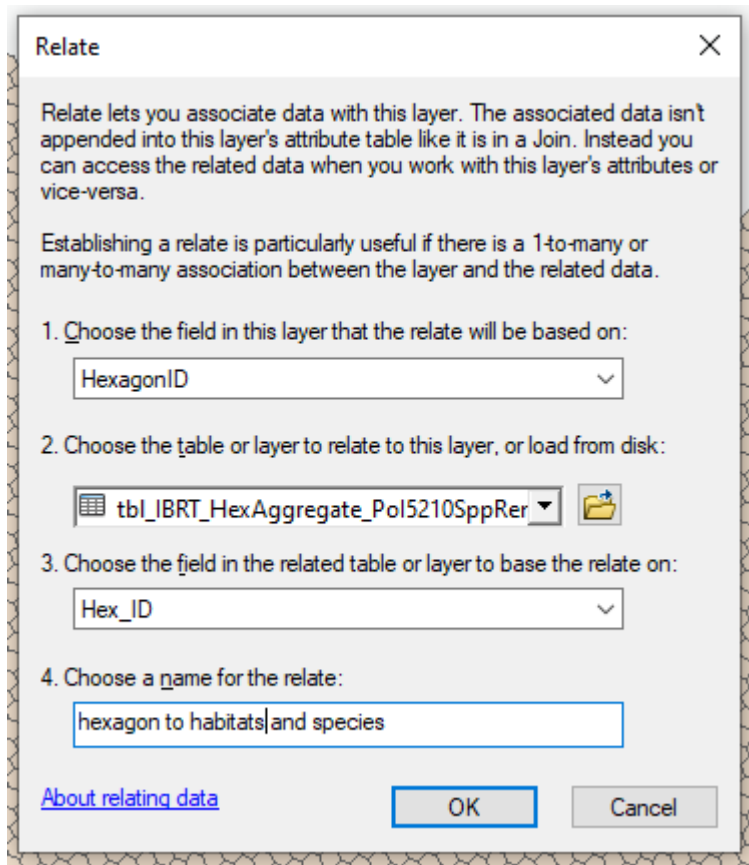 Relate
Relate lets you associate data with this layer. The associated data isn't
appended into this layer's attribute table like it is in a Join. Instead you
can access the related data when you work with this layer's attributes or
vice-versa.
Establishing a relate is particularly useful if there is a 1-to-many or
many-to-many association between the layer and the related data.
1. Choose the field in this layer that the relate will be based on:
HexagonID
2. Choose the table or layer to relate to this layer, or load from disk:
tbl_IBRT_HexAggregate_Pol5210SppRer
3. Choose the field in the related table or layer to base the relate on:
Hex_ID
4. Choose a name for the relate:
hexagon to habitats and species
About relating data
OK
Cancel